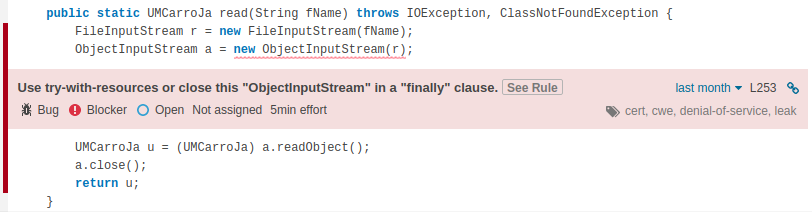 public static UMCarroJa read(String fName) throws IOException, ClassNotFoundException {
FileInputStream r = new FileInputStream(fName);
ObjectInputStream a = new ObjectInputStream(r);
Use try-with-resources or close this "ObjectInputStream" in a "finally" clause. See Rule last month L253
Bug Blocker Open Not assigned 5min effort cert, cwe, denial-of-service, leak
UMCarroJa u = (UMCarroJa) a.readObject();
a.close();
return u;
}